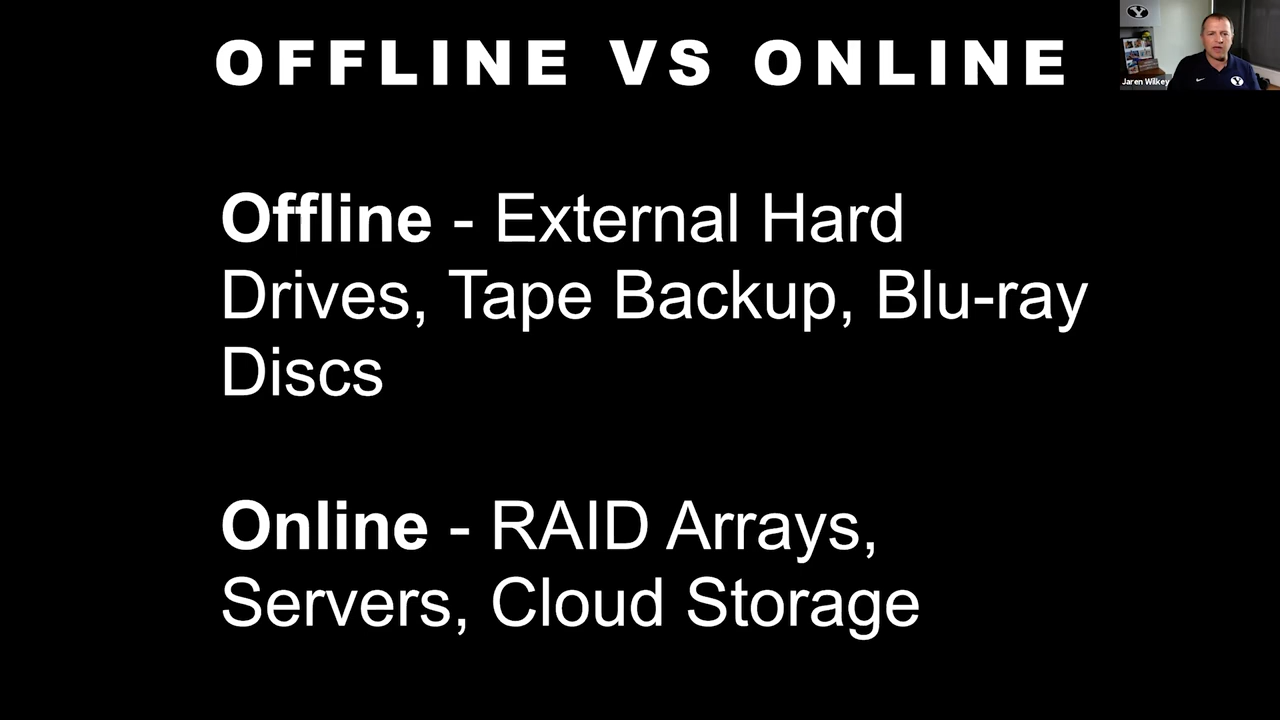 OFFLINE VS ONLINE
Y
Jaren Wilkey
Y
Offline - External Hard
Drives, Tape Backup, Blu-ray
Discs
Online - RAID Arrays,
Servers, Cloud Storage